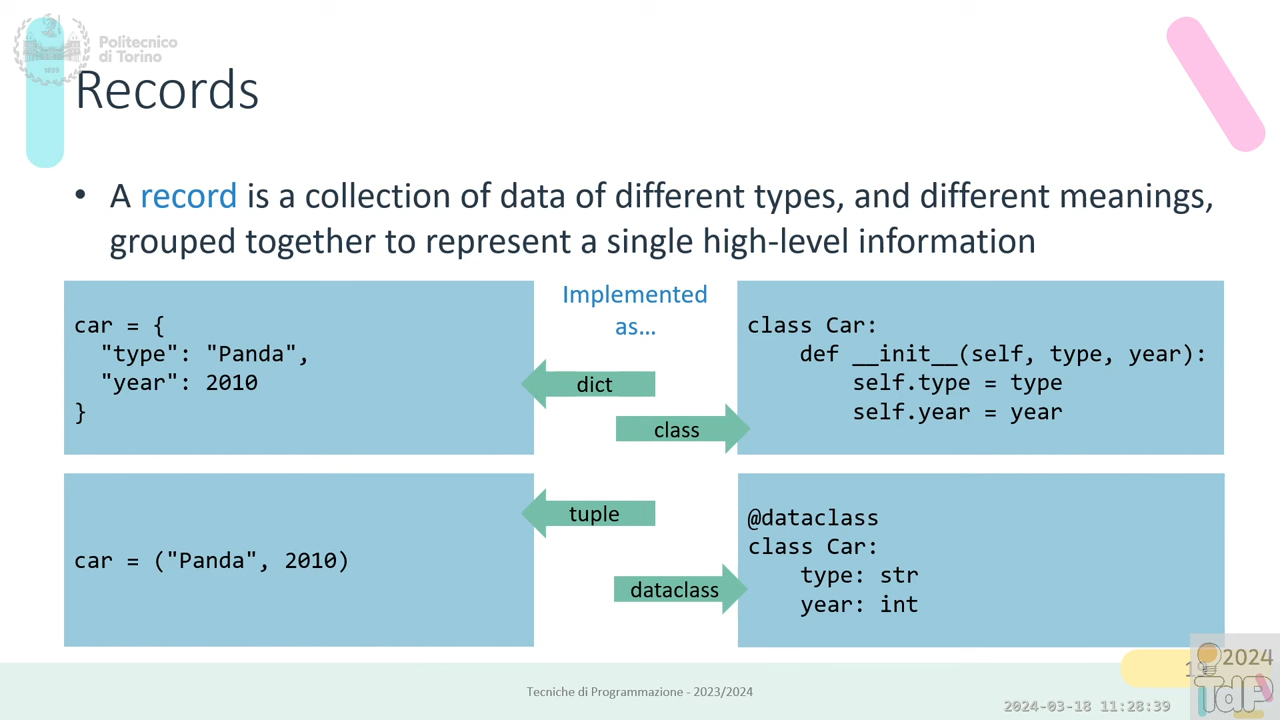 Politecnico
di Torino
Records
• A record is a collection of data of different types, and different meanings,
grouped together to represent a single high-level information
Implemented
as…
car = {
  "type": "Panda",
  "year": 2010
}
dict
class
class Car:
    def __init__(self, type, year):
        self.type = type
        self.year = year
car = ("Panda", 2010)
tuple
dataclass
@dataclass
class Car:
    type: str
    year: int
Tecniche di Programmazione - 2023/2024
2024
TdP
2024-03-18 11:28:39